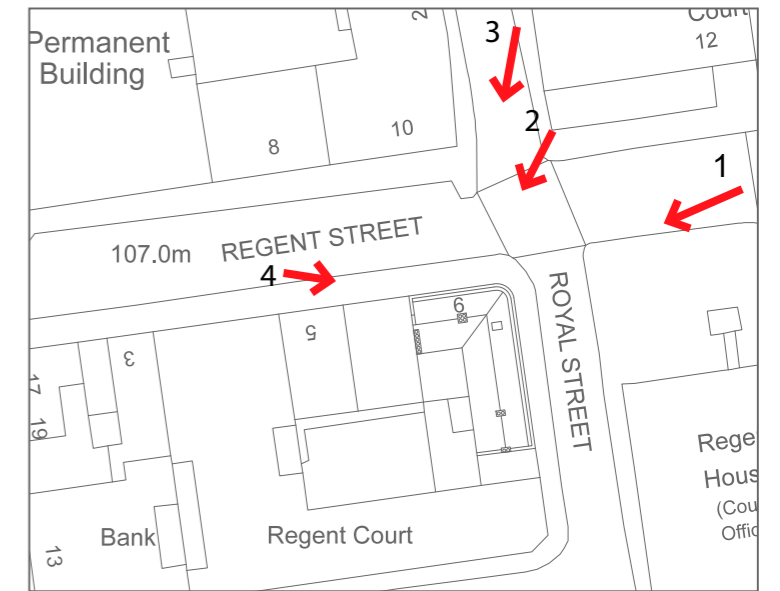 Permanent
Building
3
Court
12
2
2
10
8
1
REGENT STREET
107.0m
4
ROYAL STREET
6
5
3
17
19
Rege
Hous
(Cou
Offic
Bank
Regent Court
13